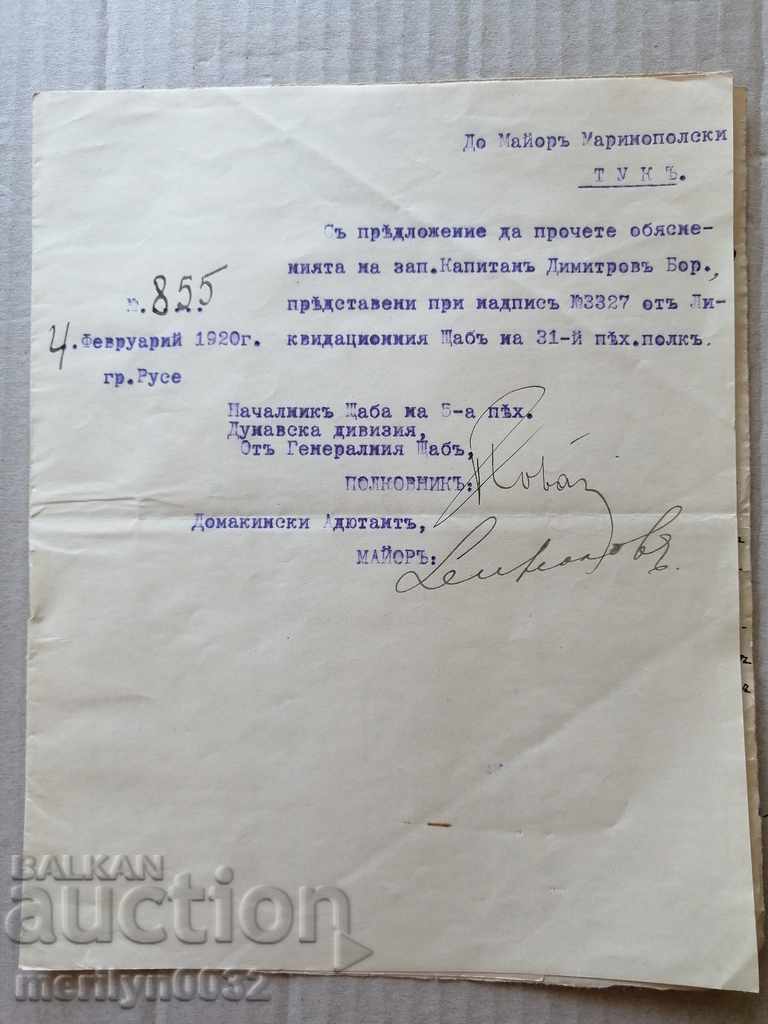 До Майоръ Маринополски
ТУКЪ.
Съ прѣдложение да прочете обясне-
нията на зап.Капитанъ Димитровъ Бор.,
прѣдставени при надпись №3327 отъ Ли-
квидационния Щабъ на 31-й пѣх.полкъ.
№.855
4.Февруарий 1920г.
гр.Русе
Началникъ Щаба на 5-а пѣх.
Дунавска дивизия,
Отъ Генералния Щабъ,
ПОЛКОВНИКЪ:
Домакински Адютантъ,
МАЙОРЪ:
BALKAN
auction
merilyn0032